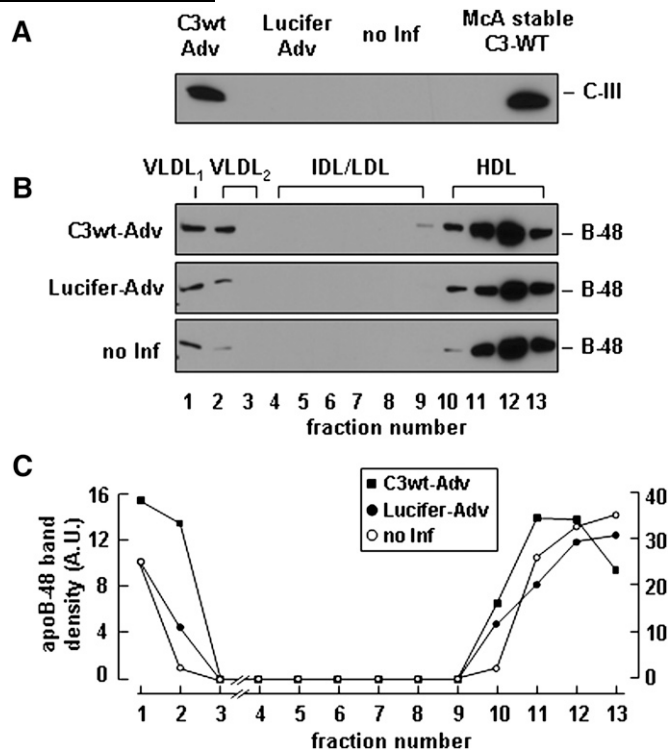 A
C3wt
Adv
Lucifer
Adv
no Inf
McA stable
C3-WT
– C-III
B
VLDL1 VLDL2 IDL/LDL HDL
C3wt-Adv – B-48
Lucifer-Adv – B-48
no Inf – B-48
1 2 3 4 5 6 7 8 9 10 11 12 13
fraction number
C
C3wt-Adv
Lucifer-Adv
no Inf
apoB-48 band
density (A.U.)
16
12
8
4
0
40
30
20
10
0
1 2 3 4 5 6 7 8 9 10 11 12 13
fraction number